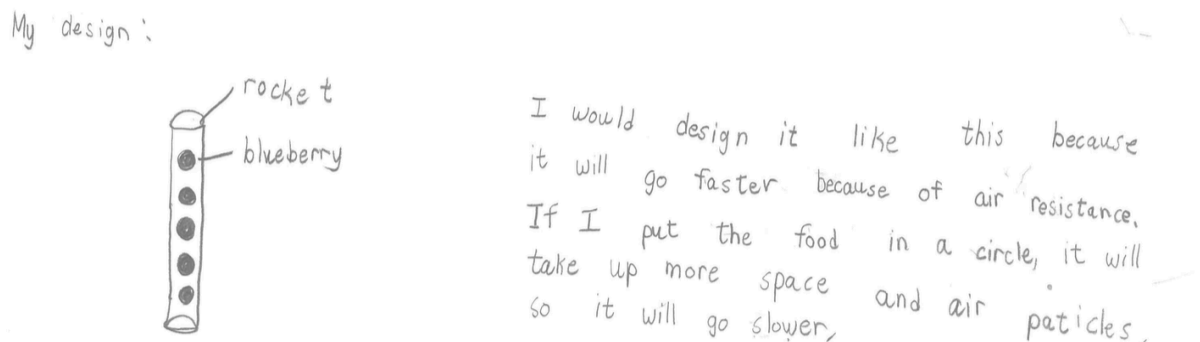 My design:
rocket
blueberry
I would design it like this because
it will go faster because of air resistance.
If I put the food in a circle, it will
take up more space and air paticles.
so it will go slower,